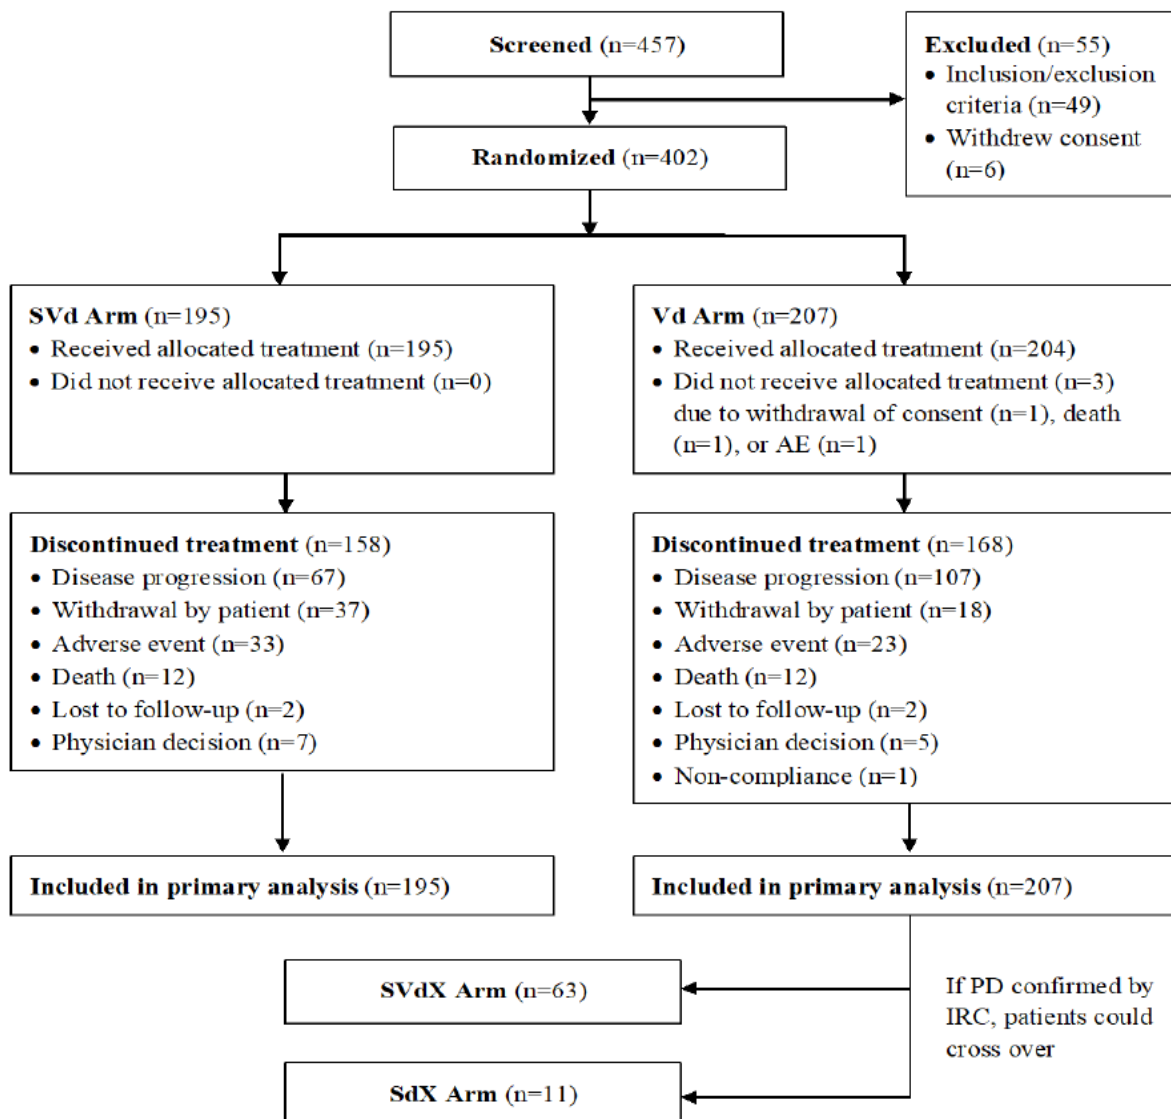 Screened (n=457)
Excluded (n=55)
• Inclusion/exclusion
criteria (n=49)
• Withdrew consent
(n=6)
Randomized (n=402)
SVd Arm (n=195)
• Received allocated treatment (n=195)
• Did not receive allocated treatment (n=0)
Vd Arm (n=207)
• Received allocated treatment (n=204)
• Did not receive allocated treatment (n=3)
due to withdrawal of consent (n=1), death
(n=1), or AE (n=1)
Discontinued treatment (n=158)
• Disease progression (n=67)
• Withdrawal by patient (n=37)
• Adverse event (n=33)
• Death (n=12)
• Lost to follow-up (n=2)
• Physician decision (n=7)
Discontinued treatment (n=168)
• Disease progression (n=107)
• Withdrawal by patient (n=18)
• Adverse event (n=23)
• Death (n=12)
• Lost to follow-up (n=2)
• Physician decision (n=5)
• Non-compliance (n=1)
Included in primary analysis (n=195)
Included in primary analysis (n=207)
SVdX Arm (n=63)
If PD confirmed by
IRC, patients could
cross over
SdX Arm (n=11)